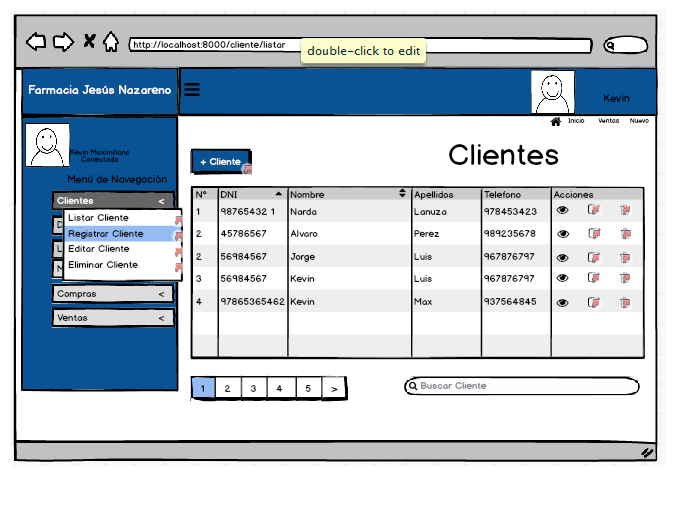 http://localhost:8000/cliente/listar
double-click to edit
Farmacia Jesús Nazareno
Kevin
Inicio Ventas Nuevo
Kevin Maximiliano
Conectado
Menú de Navegación
Clientes <
Listar Cliente
Registrar Cliente
Editar Cliente
Eliminar Cliente
Compras <
Ventas <
+ Cliente
Clientes
N° DNI Nombre Apellidos Telefono Acciones
1 98765432 1 Narda Lanuza 978453423
2 45786567 Alvaro Perez 989235678
2 56984567 Jorge Luis 967876797
3 56984567 Kevin Luis 967876797
4 97865365462 Kevin Max 937564845
1 2 3 4 5 >
Buscar Cliente